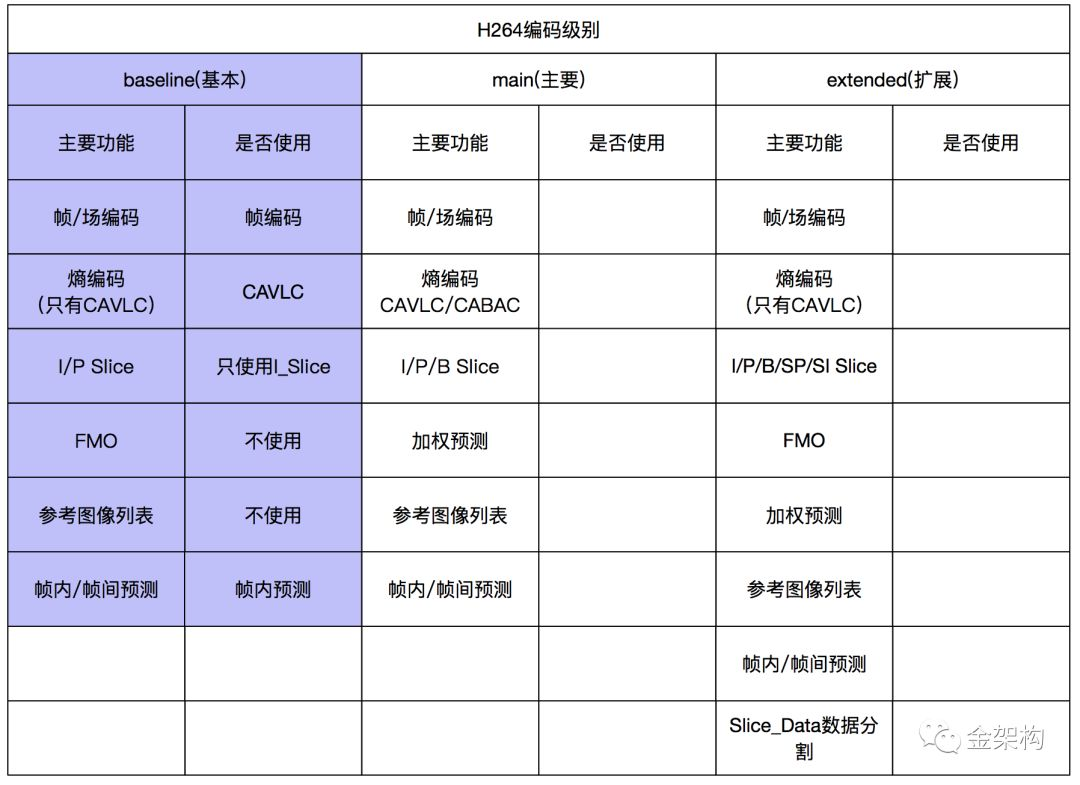 H264编码级别
baseline(基本)
main(主要)
extended(扩展)
主要功能
是否使用
主要功能
是否使用
主要功能
是否使用
帧/场编码
帧编码
帧/场编码
帧/场编码
熵编码
(只有CAVLC)
CAVLC
熵编码
CAVLC/CABAC
熵编码
(只有CAVLC)
I/P Slice
只使用I_Slice
I/P/B Slice
I/P/B/SP/SI Slice
FMO
不使用
加权预测
FMO
参考图像列表
不使用
参考图像列表
加权预测
帧内/帧间预测
帧内预测
帧内/帧间预测
参考图像列表
帧内/帧间预测
Slice_Data数据分
割
金架构